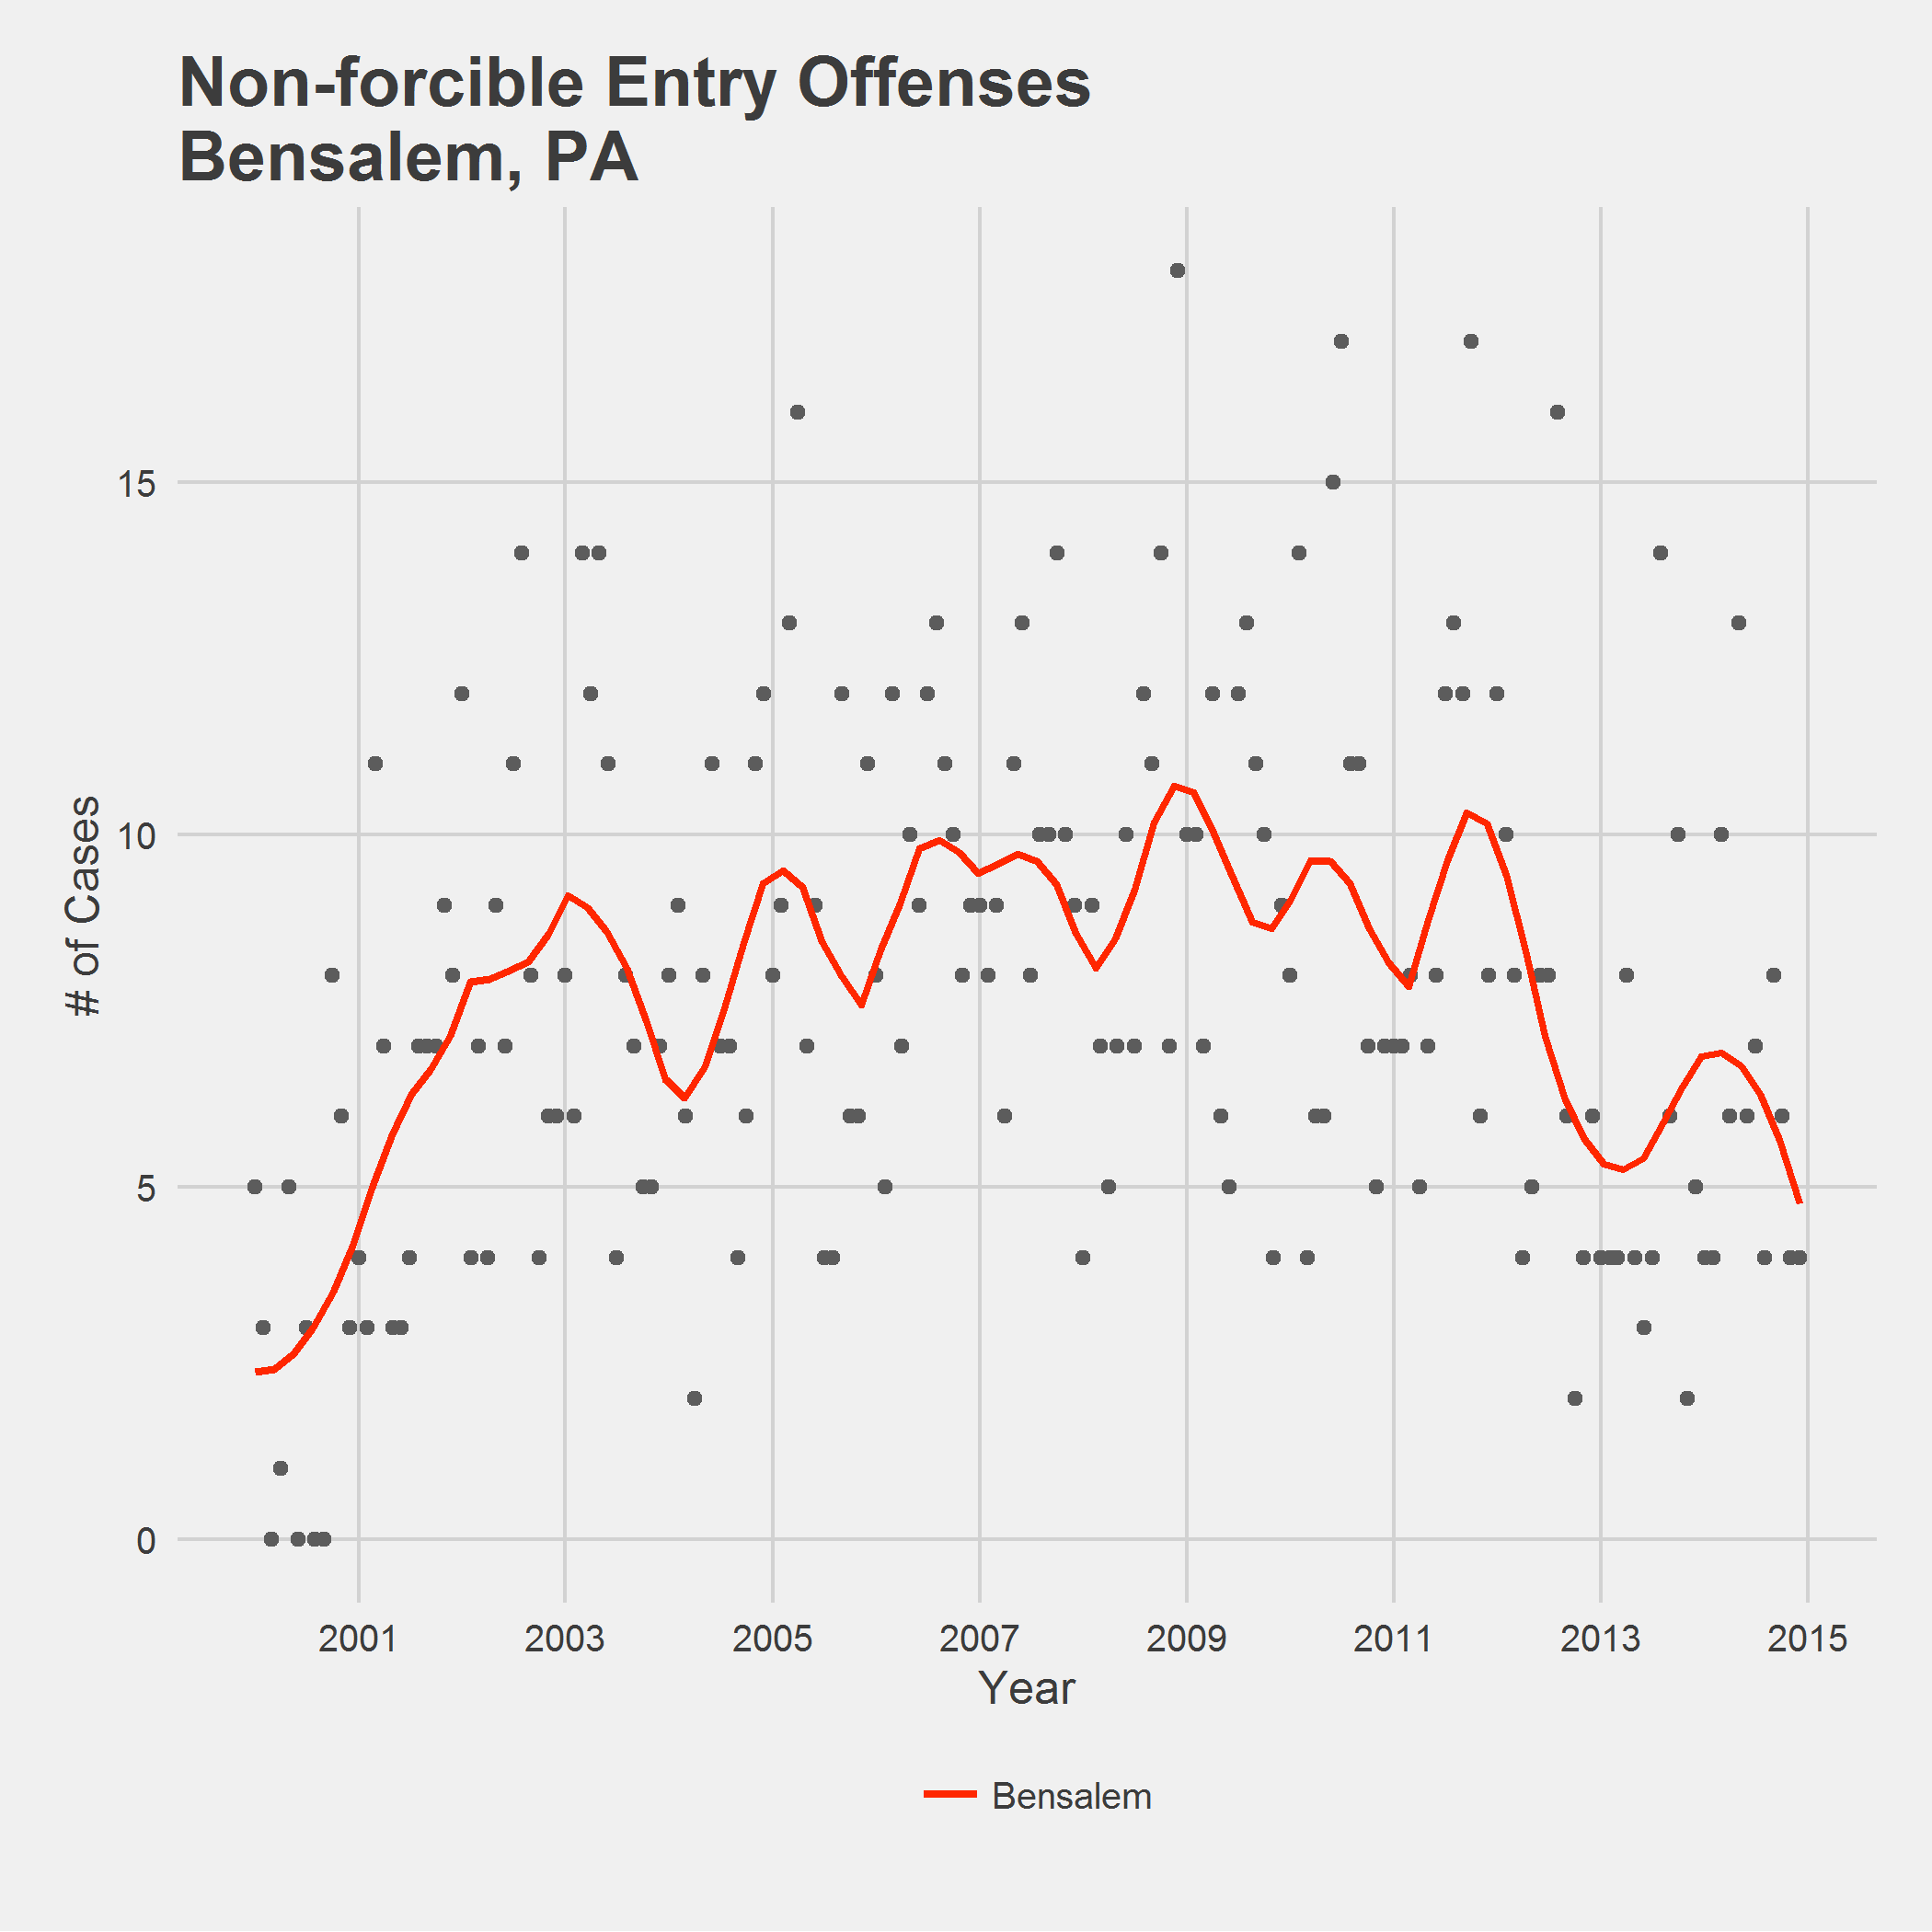 Non-forcible Entry Offenses
Bensalem, PA
# of Cases
15
10
5
0
2001 2003 2005 2007 2009 2011 2013 2015
Year
Bensalem